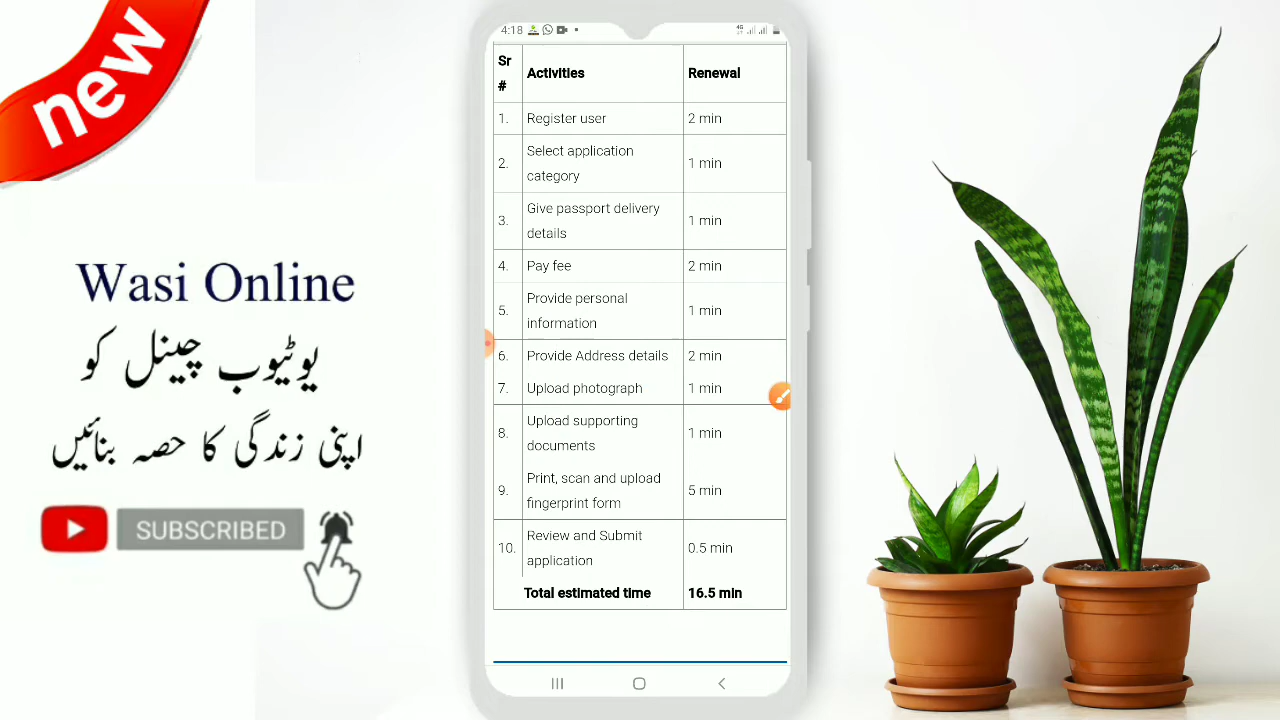 new
Wasi Online
یوٹیوب چینل کو
اپنی زندگی کا حصہ بنائیں
SUBSCRIBED
4:18
4G
Sr # Activities Renewal
1. Register user 2 min
2. Select application category 1 min
3. Give passport delivery details 1 min
4. Pay fee 2 min
5. Provide personal information 1 min
6. Provide Address details 2 min
7. Upload photograph 1 min
8. Upload supporting documents 1 min
9. Print, scan and upload fingerprint form 5 min
10. Review and Submit application 0.5 min
Total estimated time 16.5 min